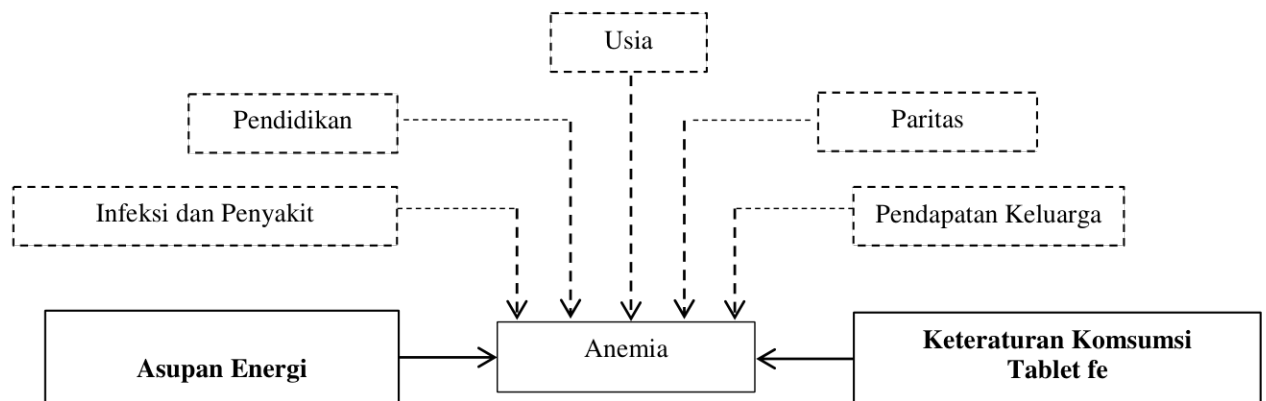 Usia
Pendidikan
Paritas
Infeksi dan Penyakit
Pendapatan Keluarga
Asupan Energi
Anemia
Keteraturan Komsumsi
Tablet fe